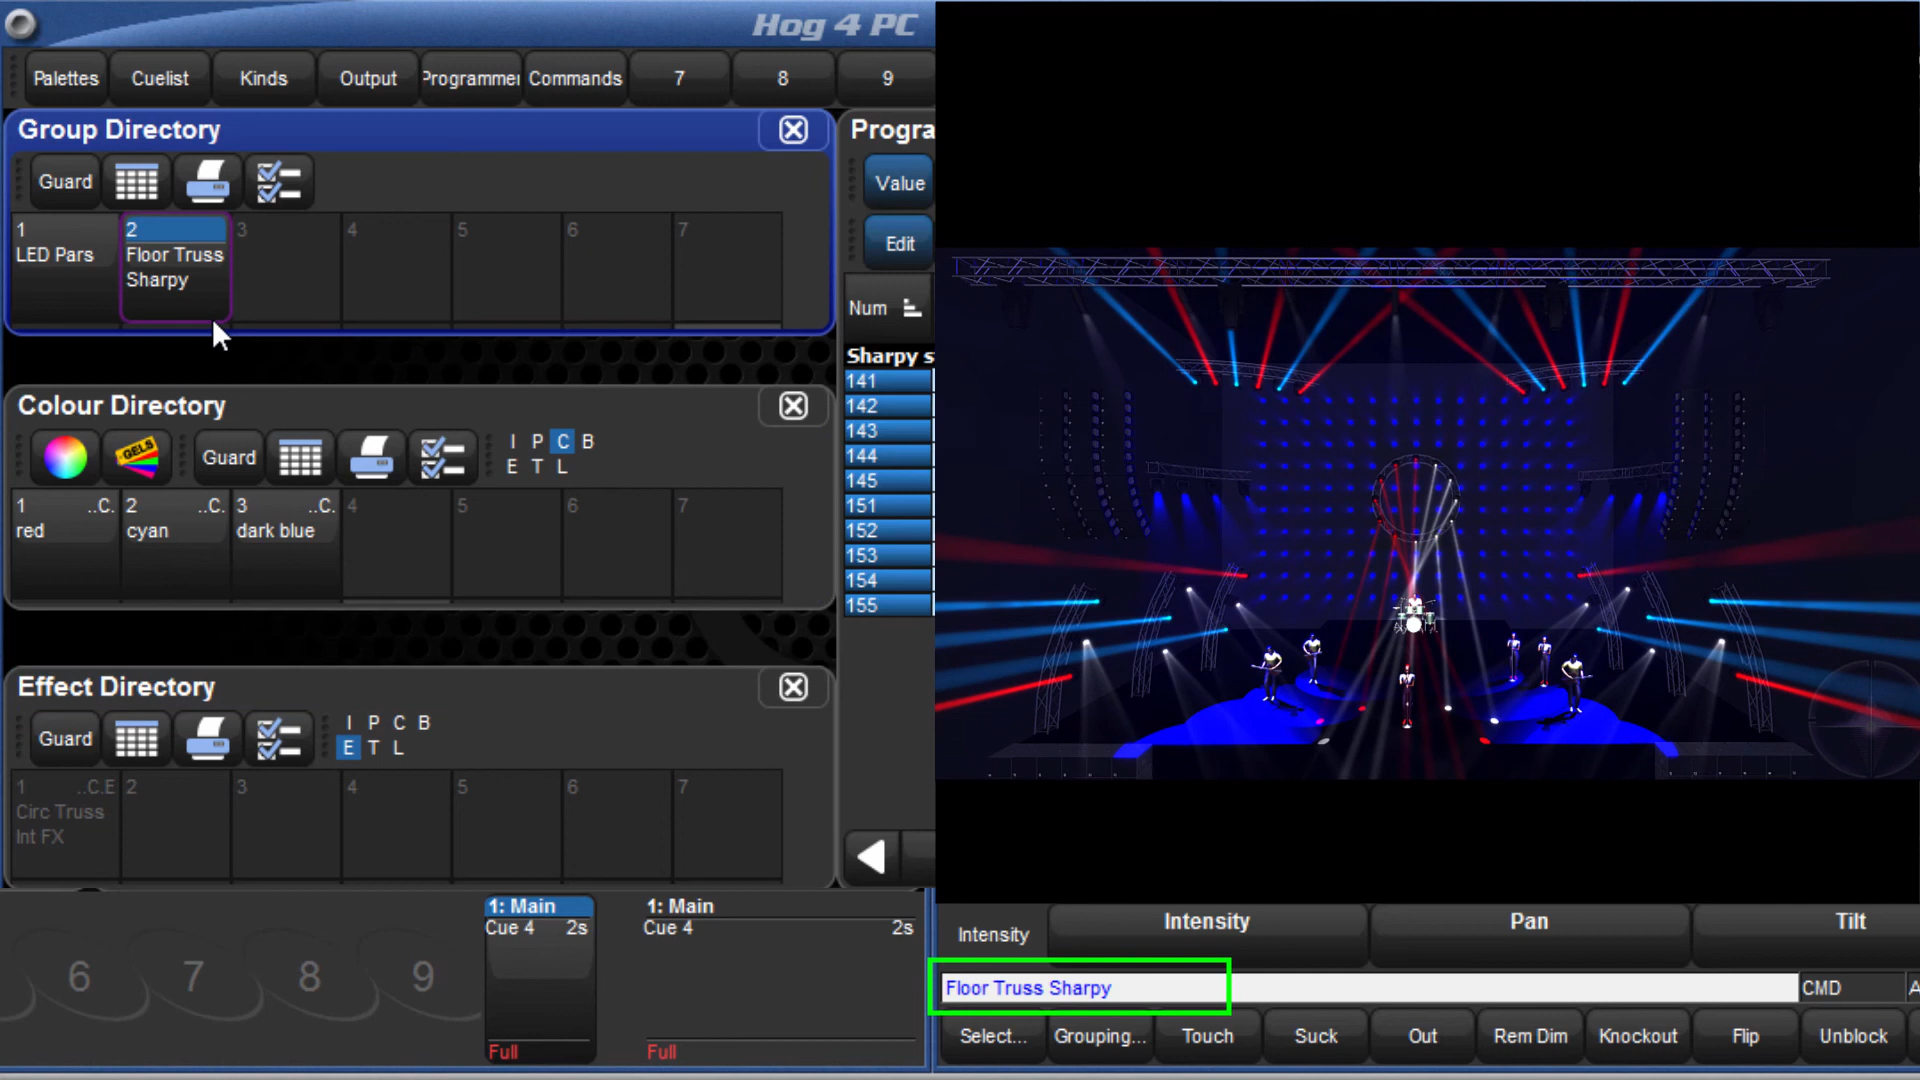 Hog 4 PC
Palettes Cuelist Kinds Output Programmer Commands 7 8 9
Group Directory
Progra
Guard
Value
1 2 3 4 5 6 7
LED Pars Floor Truss
Sharpy
Edit
Num
Sharpy s
141
142
143
144
145
151
152
153
154
155
Colour Directory
GELS Guard
I P C B
E T L
1 ..C. 2 ..C. 3 ..C. 4 5 6 7
red cyan dark blue
Effect Directory
Guard
I P C B
E T L
1 ..C.E 2 3 4 5 6 7
Circ Truss
Int FX
6 7 8 9
1: Main
Cue 4 2s
Full
1: Main
Cue 4 2s
Full
Intensity Intensity Pan Tilt
Floor Truss Sharpy CMD A
Select... Grouping... Touch Suck Out Rem Dim Knockout Flip Unblock